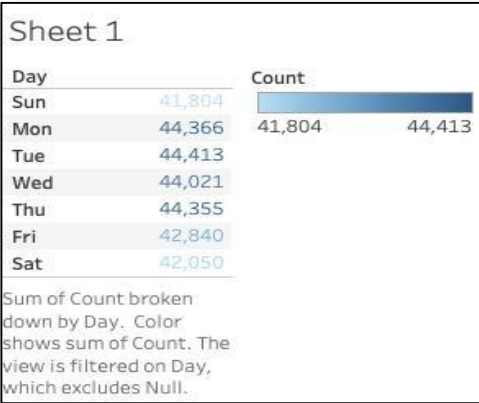 Sheet 1
Day
Sun 41,804
Mon 44,366
Tue 44,413
Wed 44,021
Thu 44,355
Fri 42,840
Sat 42,050
Count
41,804 44,413
Sum of Count broken
down by Day. Color
shows sum of Count. The
view is filtered on Day,
which excludes Null.